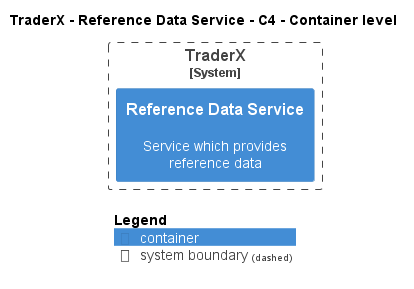 TraderX - Reference Data Service - C4 - Container level
TraderX
[System]
Reference Data Service
Service which provides
reference data
Legend
container
system boundary (dashed)